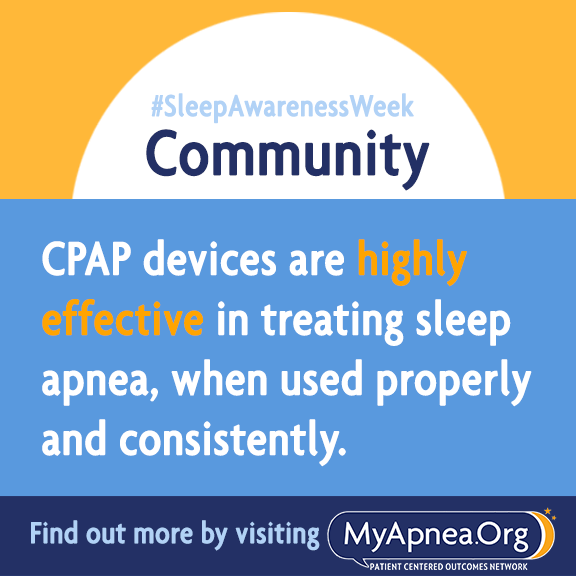 #SleepAwarenessWeek
Community
CPAP devices are highly
effective in treating sleep
apnea, when used properly
and consistently.
Find out more by visiting MyApnea.Org
PATIENT CENTERED OUTCOMES NETWORK